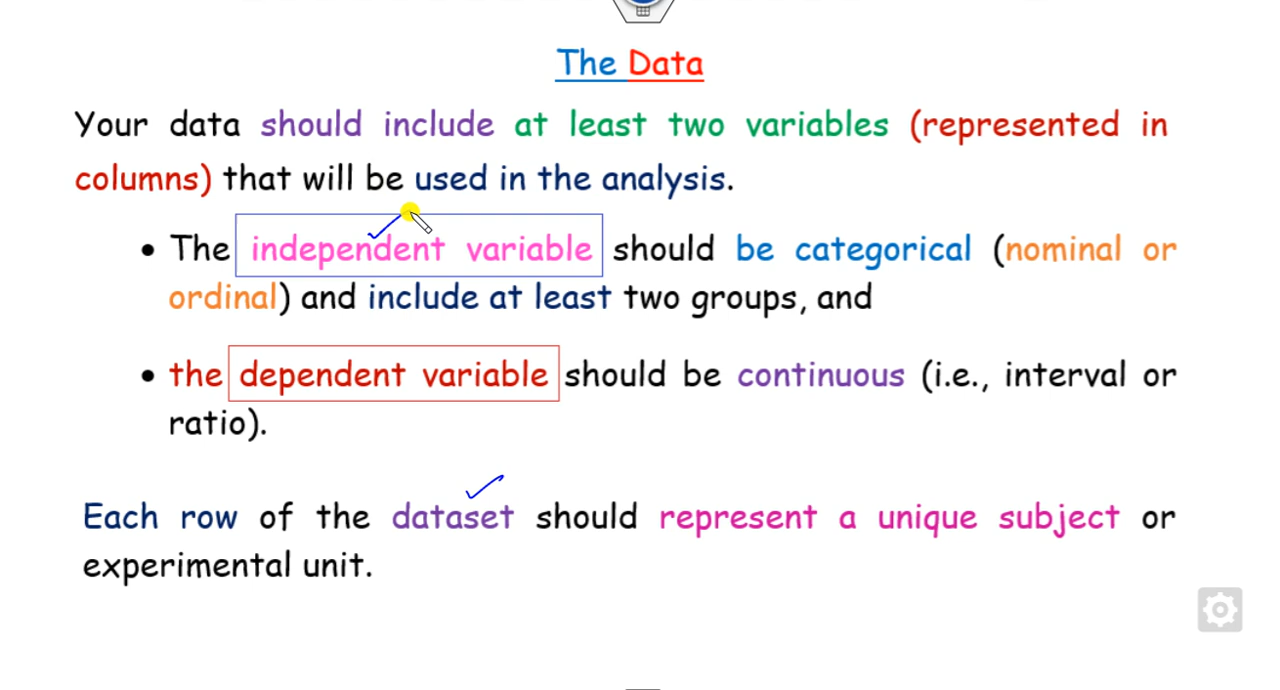 The Data
Your data should include at least two variables (represented in
columns) that will be used in the analysis.
• The independent variable should be categorical (nominal or
ordinal) and include at least two groups, and
• the dependent variable should be continuous (i.e., interval or
ratio).
Each row of the dataset should represent a unique subject or
experimental unit.